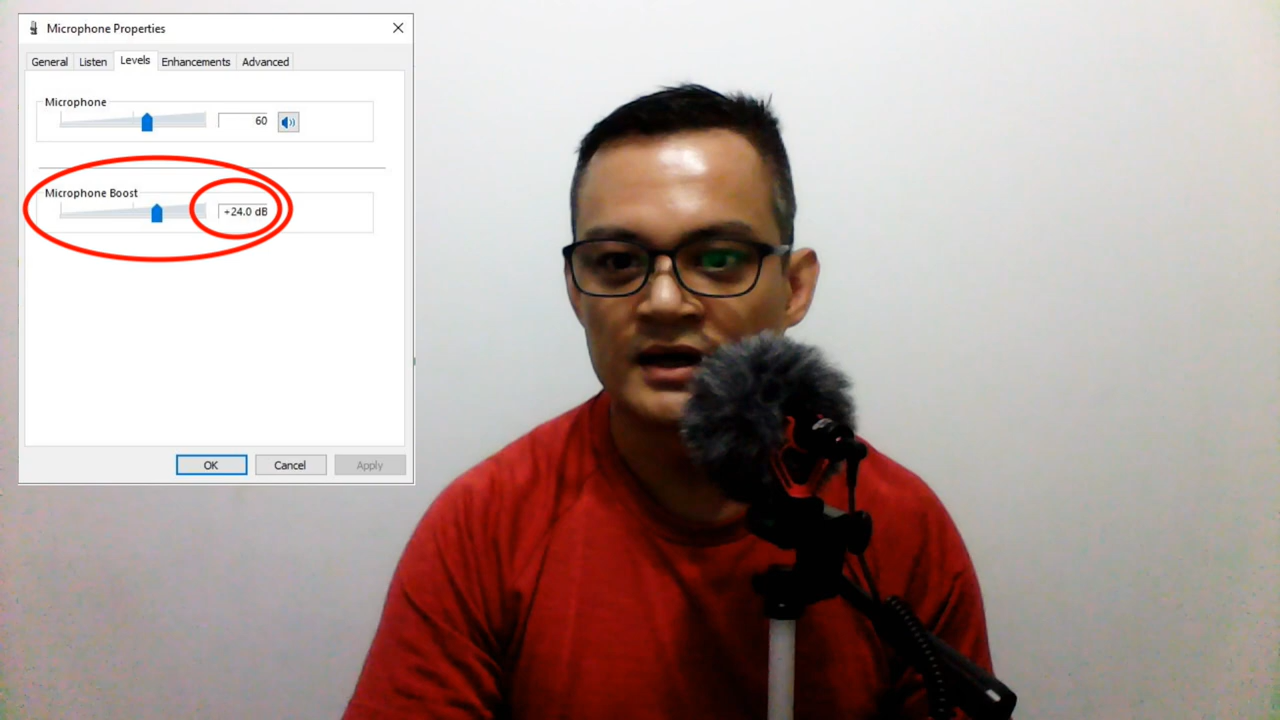 Microphone Properties
General Listen Levels Enhancements Advanced
Microphone
60
Microphone Boost
+24.0 dB
OK Cancel Apply